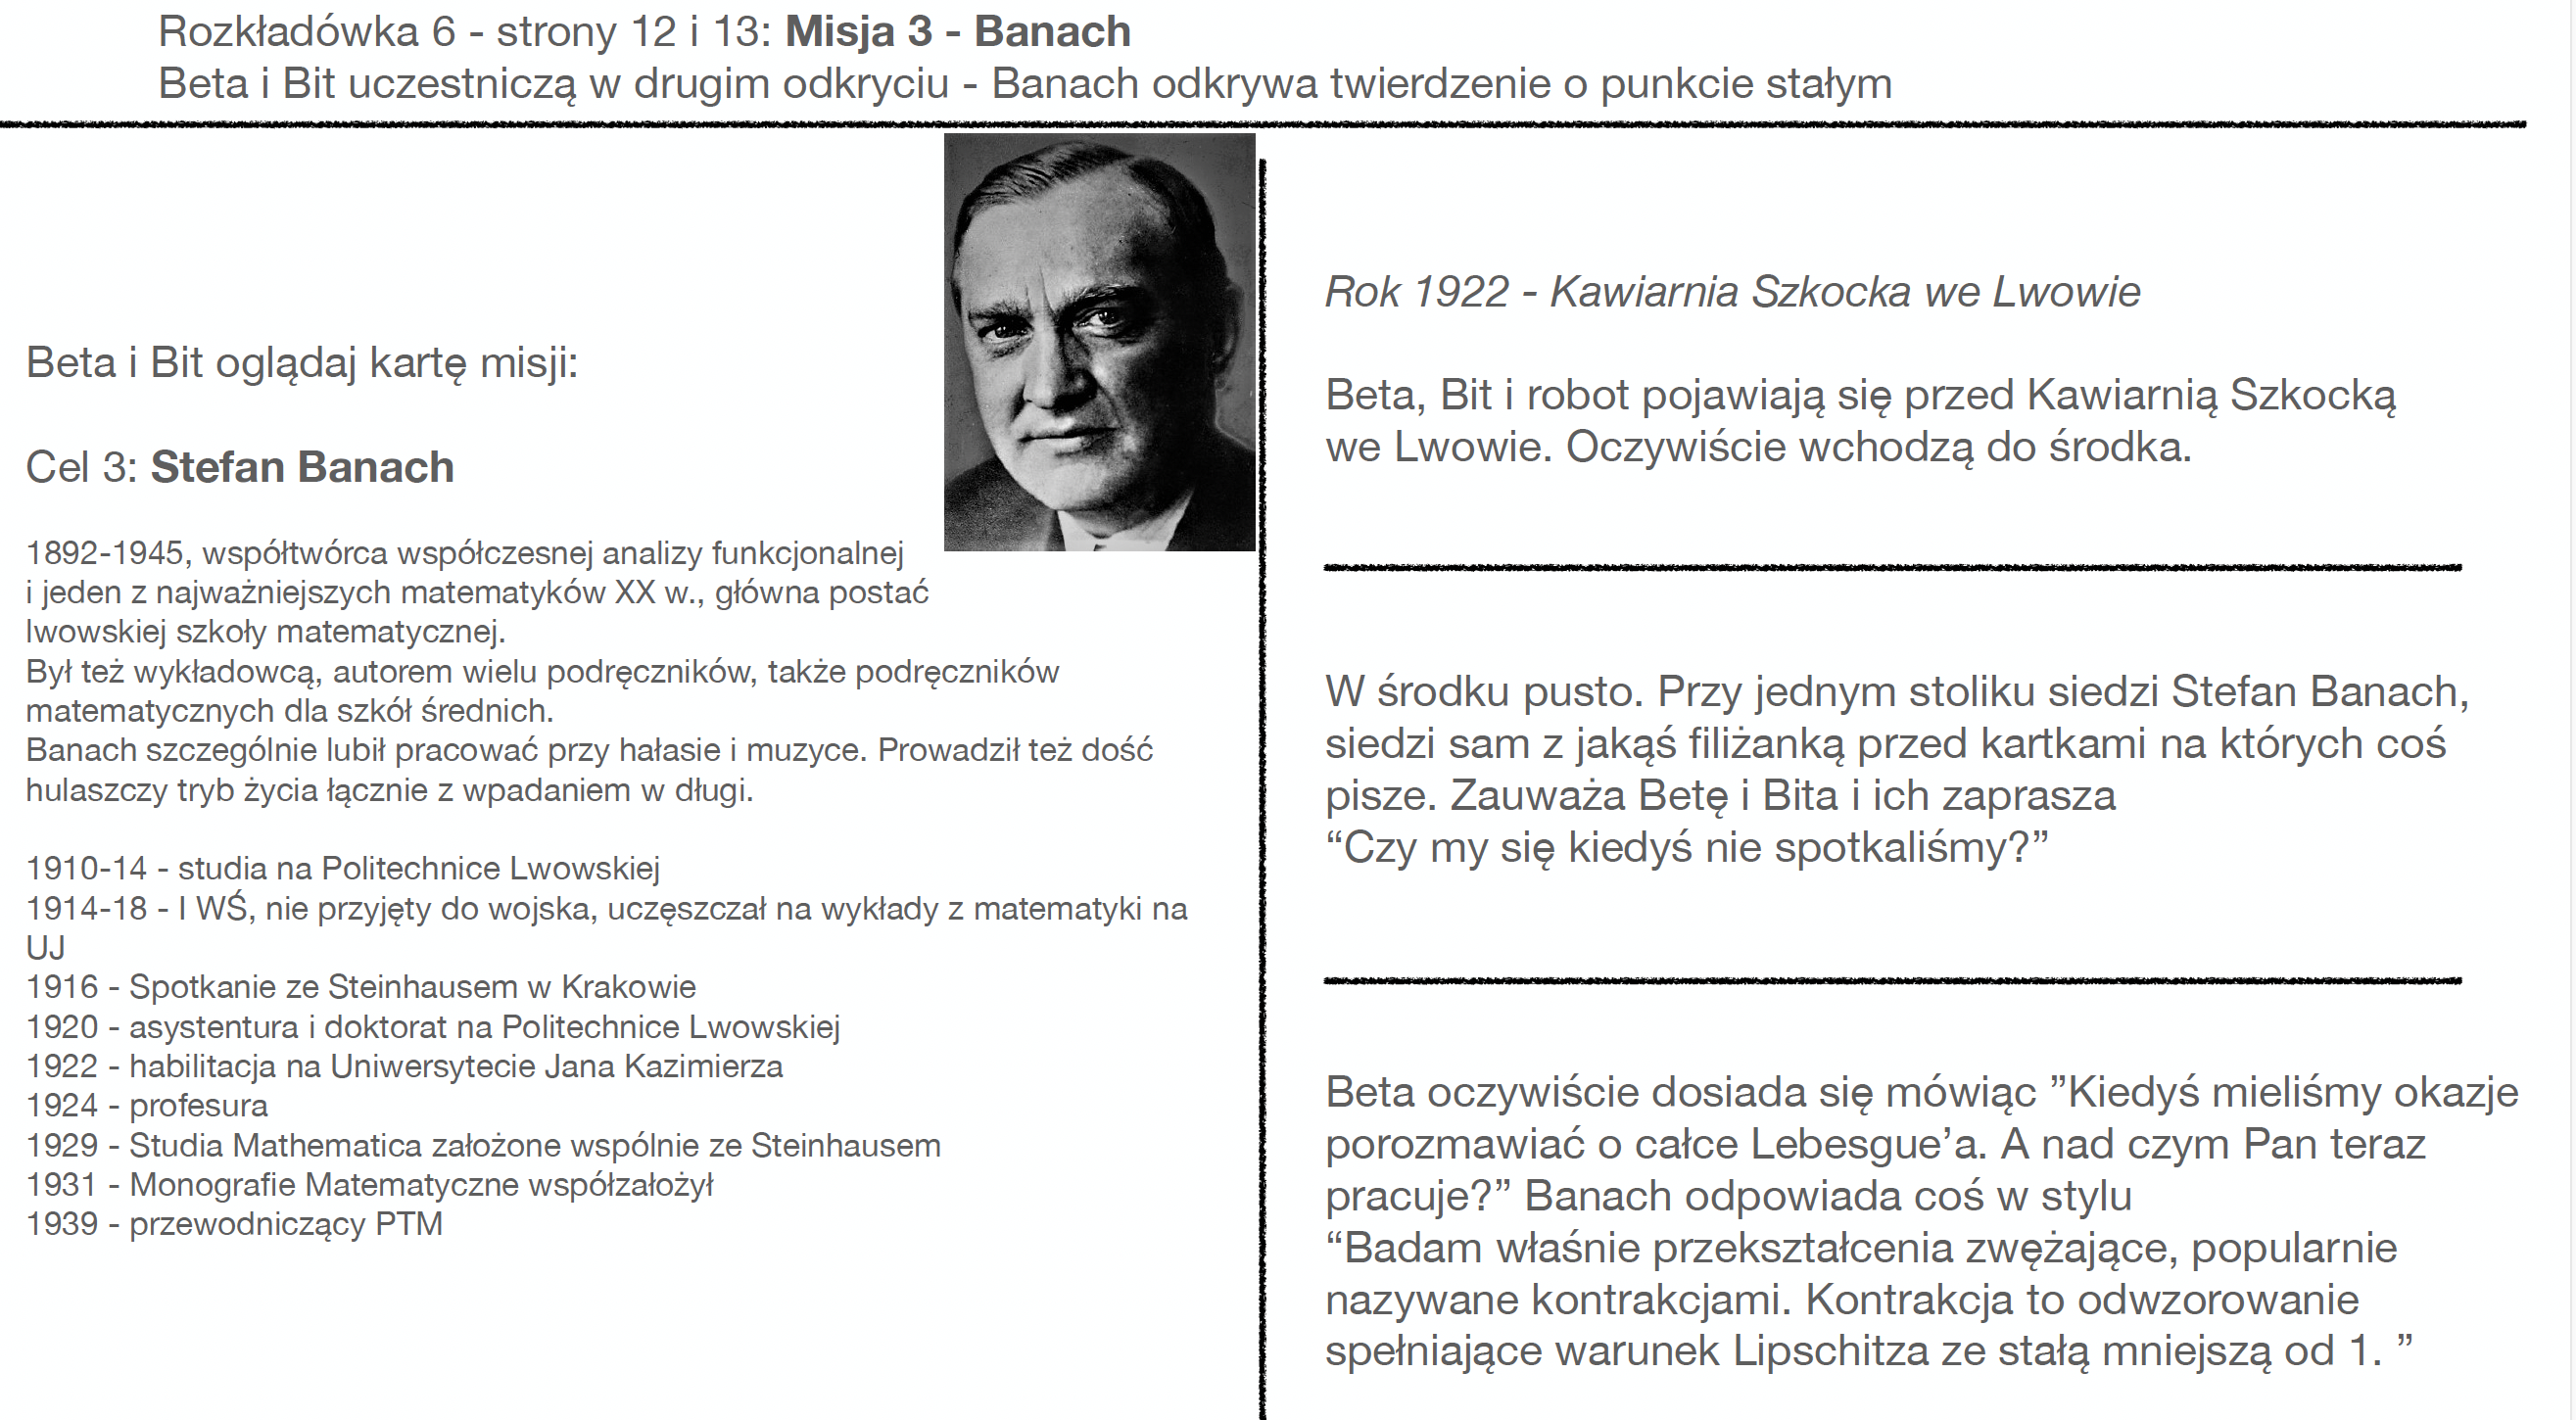 Rozkładówka 6 - strony 12 i 13: Misja 3 - Banach
Beta i Bit uczestniczą w drugim odkryciu - Banach odkrywa twierdzenie o punkcie stałym
Beta i Bit oglądaj kartę misji:
Cel 3: Stefan Banach
1892-1945, współtwórca współczesnej analizy funkcjonalnej
i jeden z najważniejszych matematyków XX w., główna postać
lwowskiej szkoły matematycznej.
Był też wykładowcą, autorem wielu podręczników, także podręczników
matematycznych dla szkół średnich.
Banach szczególnie lubił pracować przy hałasie i muzyce. Prowadził też dość
hulaszczy tryb życia łącznie z wpadaniem w długi.
1910-14 - studia na Politechnice Lwowskiej
1914-18 - I WŚ, nie przyjęty do wojska, uczęszczał na wykłady z matematyki na
UJ
1916 - Spotkanie ze Steinhausem w Krakowie
1920 - asystentura i doktorat na Politechnice Lwowskiej
1922 - habilitacja na Uniwersytecie Jana Kazimierza
1924 - profesura
1929 - Studia Mathematica założone wspólnie ze Steinhausem
1931 - Monografie Matematyczne współzałożył
1939 - przewodniczący PTM
Rok 1922 - Kawiarnia Szkocka we Lwowie
Beta, Bit i robot pojawiają się przed Kawiarnią Szkocką
we Lwowie. Oczywiście wchodzą do środka.
W środku pusto. Przy jednym stoliku siedzi Stefan Banach,
siedzi sam z jakąś filiżanką przed kartkami na których coś
pisze. Zauważa Betę i Bita i ich zaprasza
“Czy my się kiedyś nie spotkaliśmy?”
Beta oczywiście dosiada się mówiąc ”Kiedyś mieliśmy okazje
porozmawiać o całce Lebesgue’a. A nad czym Pan teraz
pracuje?” Banach odpowiada coś w stylu
“Badam właśnie przekształcenia zwężające, popularnie
nazywane kontrakcjami. Kontrakcja to odwzorowanie
spełniające warunek Lipschitza ze stałą mniejszą od 1. ”